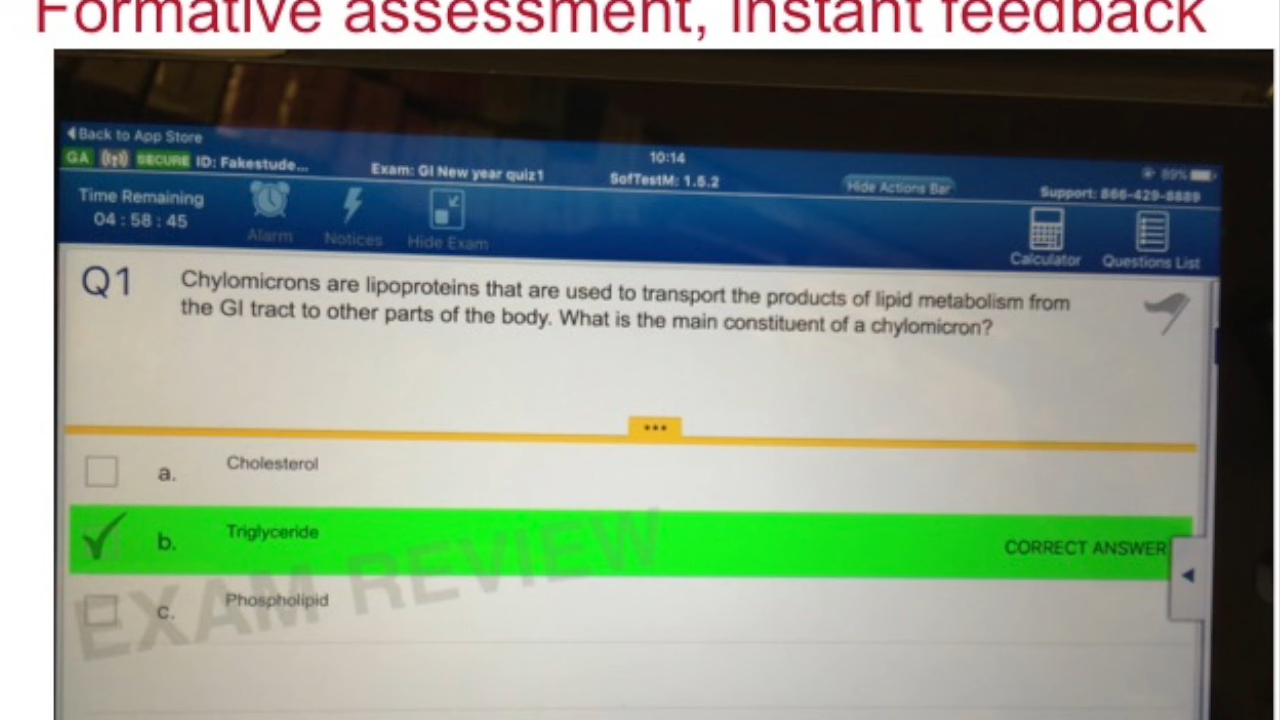 Formative assessment, instant feedback
Back to App Store
GA SECURE ID: Fakestude... Exam: GI New year quiz1 10:14 SofTestM: 1.5.2 Hide Actions Bar 89% Support: 866-429-8889
Time Remaining
04 : 58 : 45
Alarm Notices Hide Exam Calculator Questions List
Q1 Chylomicrons are lipoproteins that are used to transport the products of lipid metabolism from
the GI tract to other parts of the body. What is the main constituent of a chylomicron?
a. Cholesterol
b. Triglyceride CORRECT ANSWER
c. Phospholipid
EXAM REVIEW